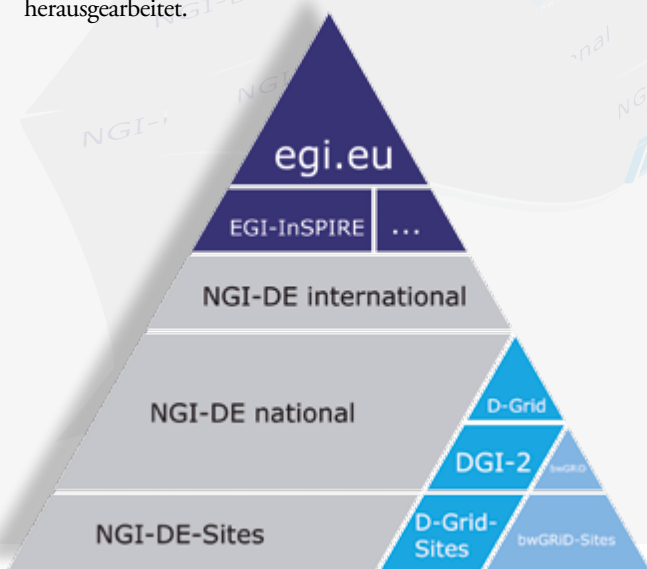 herausgearbeitet.
egi.eu
EGI-InSPIRE ...
NGI-DE international
NGI-DE national
D-Grid
DGI-2
bwGRiD
NGI-DE-Sites
D-Grid-
Sites
bwGRiD-Sites